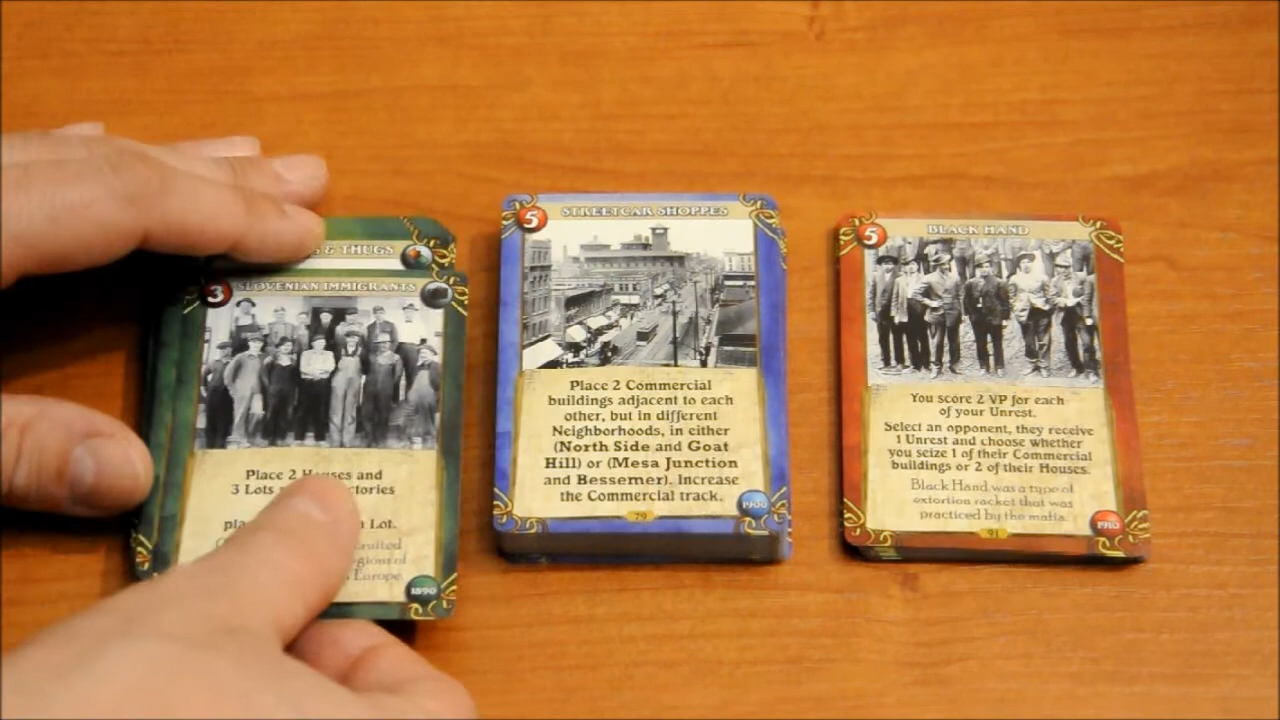 & THUGS
3
SLOVENIAN IMMIGRANTS
Place 2 Houses and
3 Lots
Lot.
Europe.
1890
5
STREETCAR SHOPPES
Place 2 Commercial
buildings adjacent to each
other, but in different
Neighborhoods, in either
(North Side and Goat
Hill) or (Mesa Junction
and Bessemer). Increase
the Commercial track.
79
1900
5
BLACK HAND
You score 2 VP for each
of your Unrest.
Select an opponent, they receive
1 Unrest and choose whether
you seize 1 of their Commercial
buildings or 2 of their Houses.
Black Hand was a type of
extortion racket that was
practiced by the mafia.
91
1910